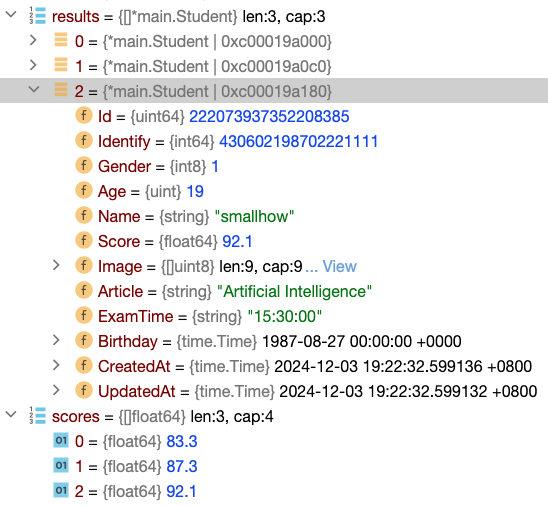 results = {[]*main.Student} len:3, cap:3
0 = {*main.Student | 0xc00019a000}
1 = {*main.Student | 0xc00019a0c0}
2 = {*main.Student | 0xc00019a180}
Id = {uint64} 222073937352208385
Identify = {int64} 430602198702221111
Gender = {int8} 1
Age = {uint} 19
Name = {string} "smallhow"
Score = {float64} 92.1
Image = {[]uint8} len:9, cap:9 ... View
Article = {string} "Artificial Intelligence"
ExamTime = {string} "15:30:00"
Birthday = {time.Time} 1987-08-27 00:00:00 +0000
CreatedAt = {time.Time} 2024-12-03 19:22:32.599136 +0800
UpdatedAt = {time.Time} 2024-12-03 19:22:32.599132 +0800
scores = {[]float64} len:3, cap:4
01 0 = {float64} 83.3
01 1 = {float64} 87.3
01 2 = {float64} 92.1